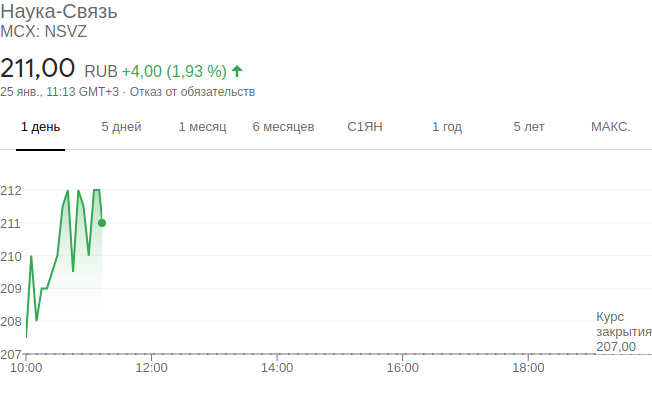 Наука-Связь
MCX: NSVZ
211,00 RUB +4,00 (1,93 %)
25 янв., 11:13 GMT+3 · Отказ от обязательств
1 день 5 дней 1 месяц 6 месяцев С1ЯН 1 год 5 лет МАКС.
212
211
210
209
208
207
Курс
закрытия
207,00
10:00 12:00 14:00 16:00 18:00